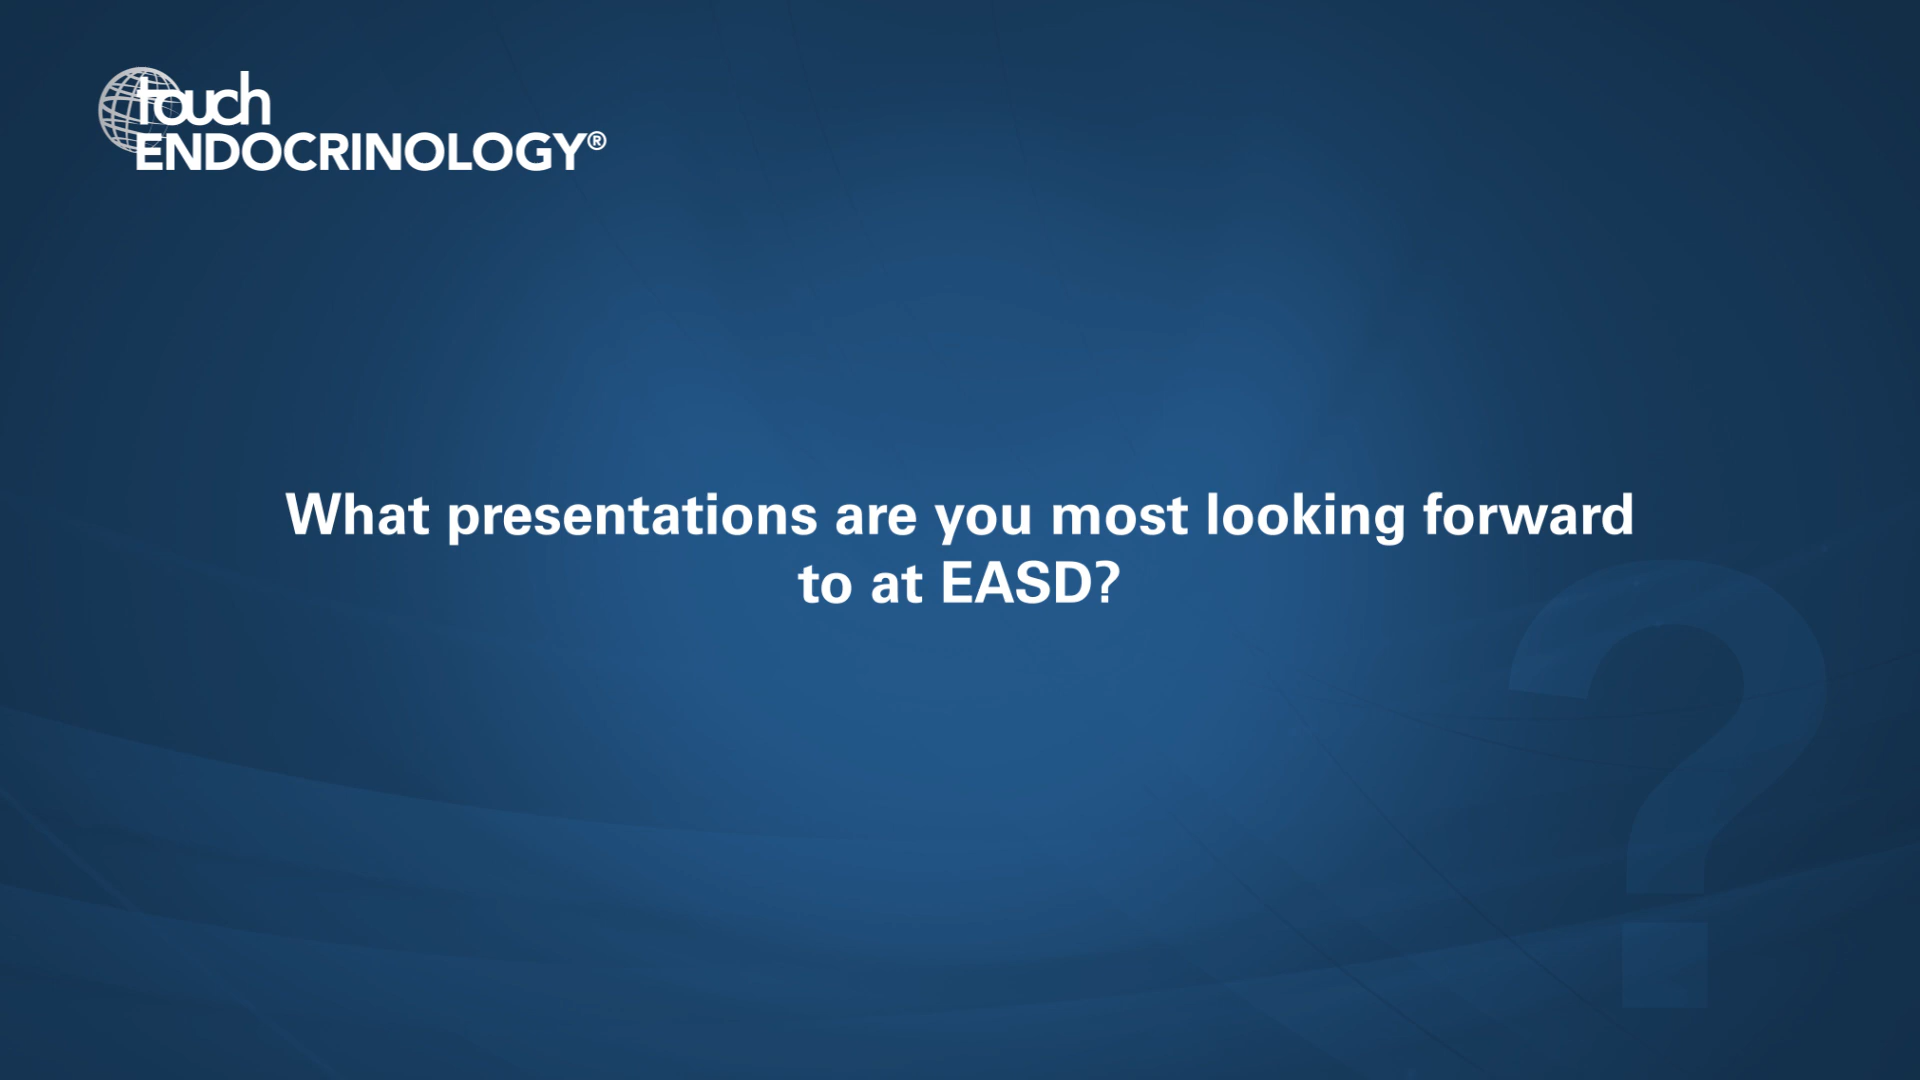 touch
ENDOCRINOLOGY®
What presentations are you most looking forward
to at EASD?
?